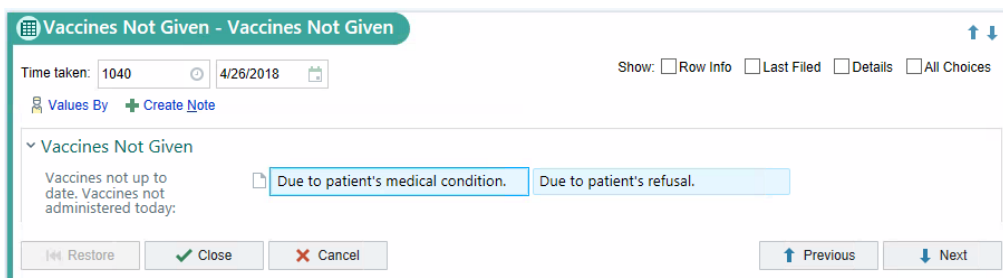 Vaccines Not Given - Vaccines Not Given
Time taken: 1040 4/26/2018 Show: Row Info Last Filed Details All Choices
Values By Create Note
Vaccines Not Given
Vaccines not up to
date. Vaccines not
administered today:
Due to patient's medical condition. Due to patient's refusal.
Restore Close Cancel Previous Next